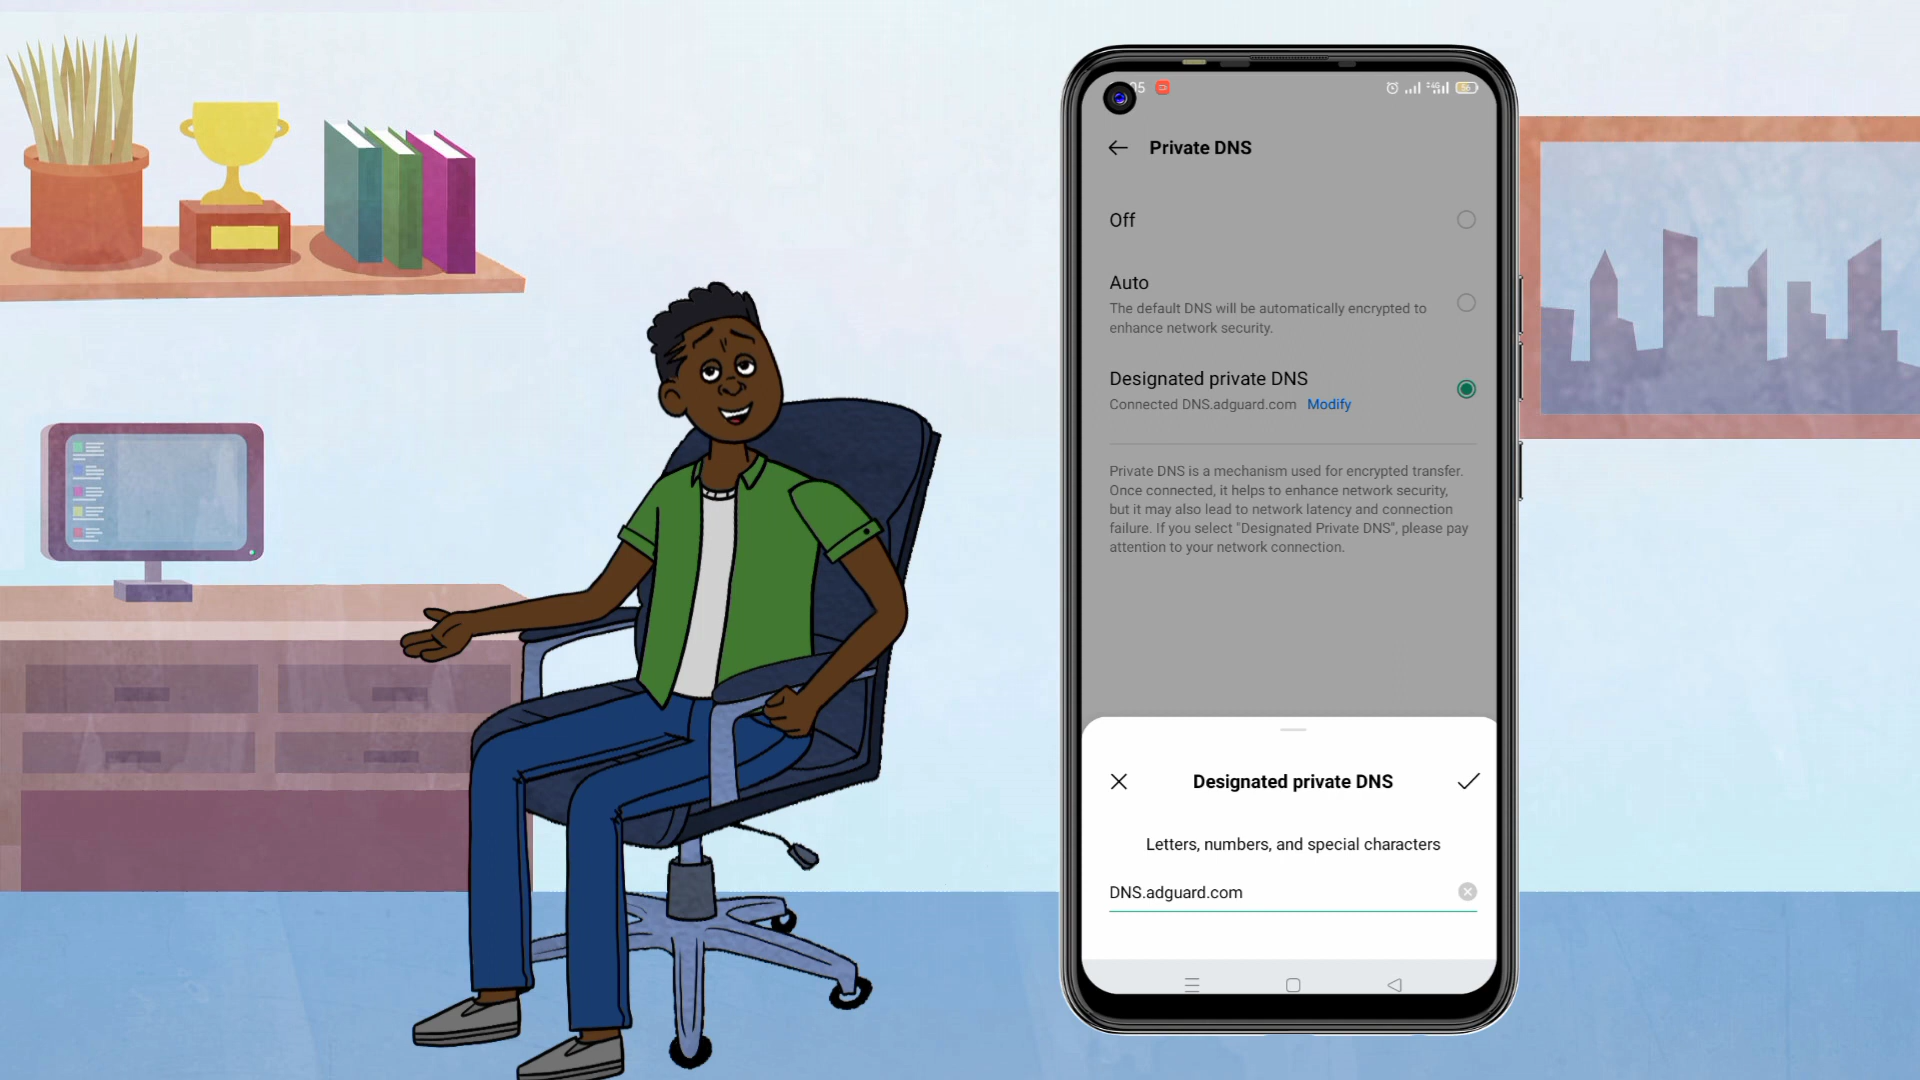 05
56
Private DNS
Off
Auto
The default DNS will be automatically encrypted to
enhance network security.
Designated private DNS
Connected DNS.adguard.com Modify
Private DNS is a mechanism used for encrypted transfer.
Once connected, it helps to enhance network security,
but it may also lead to network latency and connection
failure. If you select "Designated Private DNS", please pay
attention to your network connection.
Designated private DNS
Letters, numbers, and special characters
DNS.adguard.com